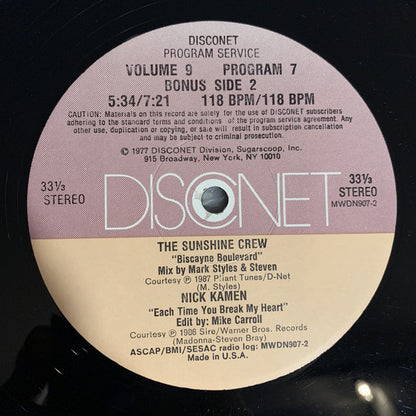 DISCONET
PROGRAM SERVICE
VOLUME 9 PROGRAM 7
BONUS SIDE 2
5:34/7:21 118 BPM/118 BPM
CAUTION: Materials on this record are solely for use of DISCONET subscribers
adhering to the standard terms and conditions of the program service agreement. Any
other use, duplication or copying, or sale will result in subscription cancellation
and may be subject to criminal prosecution.
© 1977 DISCONET Division, Sugarscoop, Inc.
915 Broadway, New York, NY 10010
33⅓
STEREO
DISCONET
33⅓
STEREO
MWDN907-2
THE SUNSHINE CREW
"Biscayne Boulevard"
Mix by Mark Styles & Steven
Courtesy ℗ 1987 Pliant Tunes/D-Net
(M. Styles)
NICK KAMEN
"Each Time You Break My Heart"
Edit by: Mike Carroll
Courtesy ℗ 1986 Sire/Warner Bros. Records
(Madonna-Steven Bray)
ASCAP/BMI/SESAC radio log: MWDN907-2
Made in U.S.A.